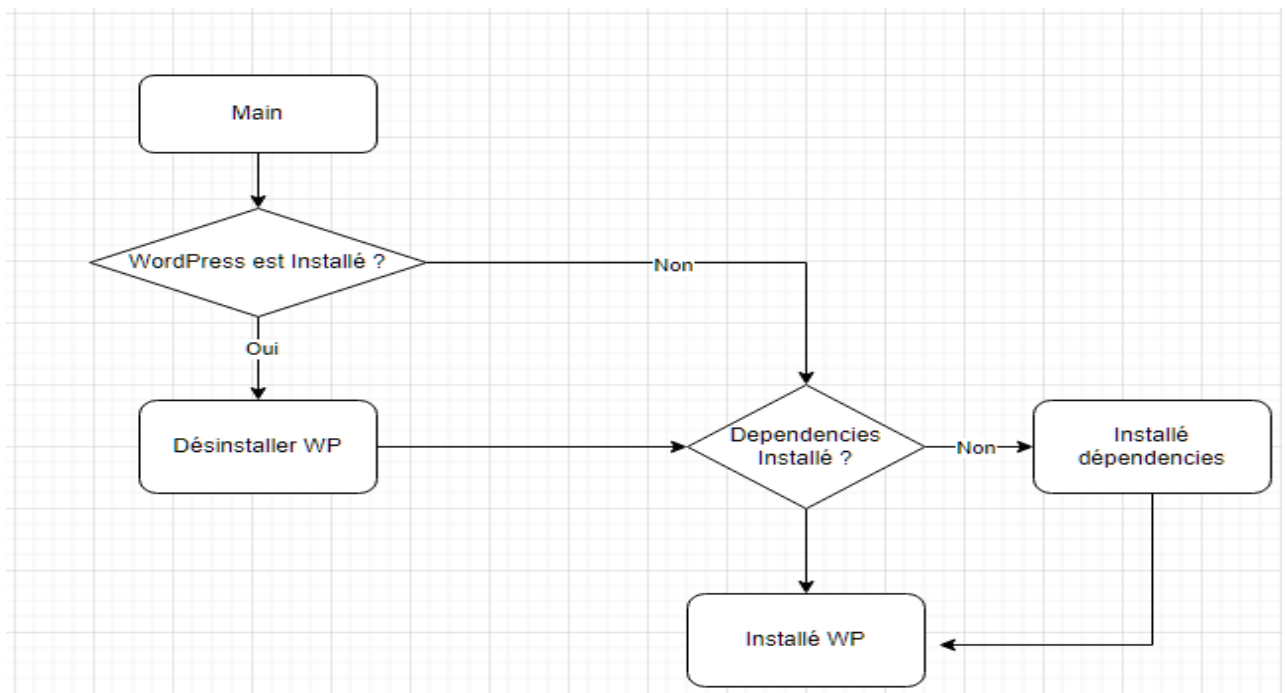 Main
WordPress est Installé ?
Non
Oui
Désinstaller WP
Dependencies
Installé ?
Non
Installé
dépendencies
Installé WP